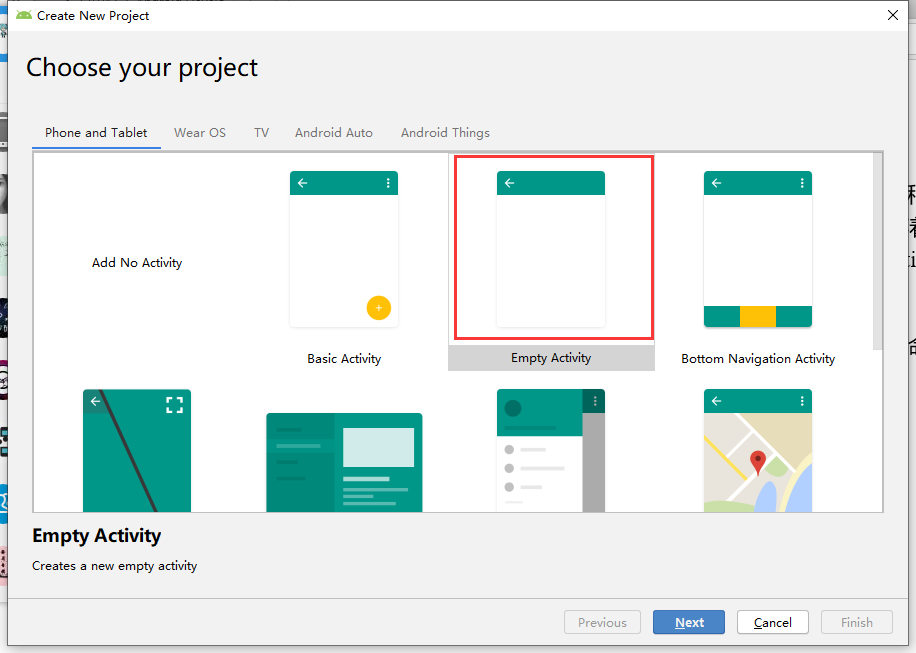 Create New Project
Choose your project
Phone and Tablet Wear OS TV Android Auto Android Things
Add No Activity
Basic Activity
Empty Activity
Bottom Navigation Activity
Empty Activity
Creates a new empty activity
Previous Next Cancel Finish